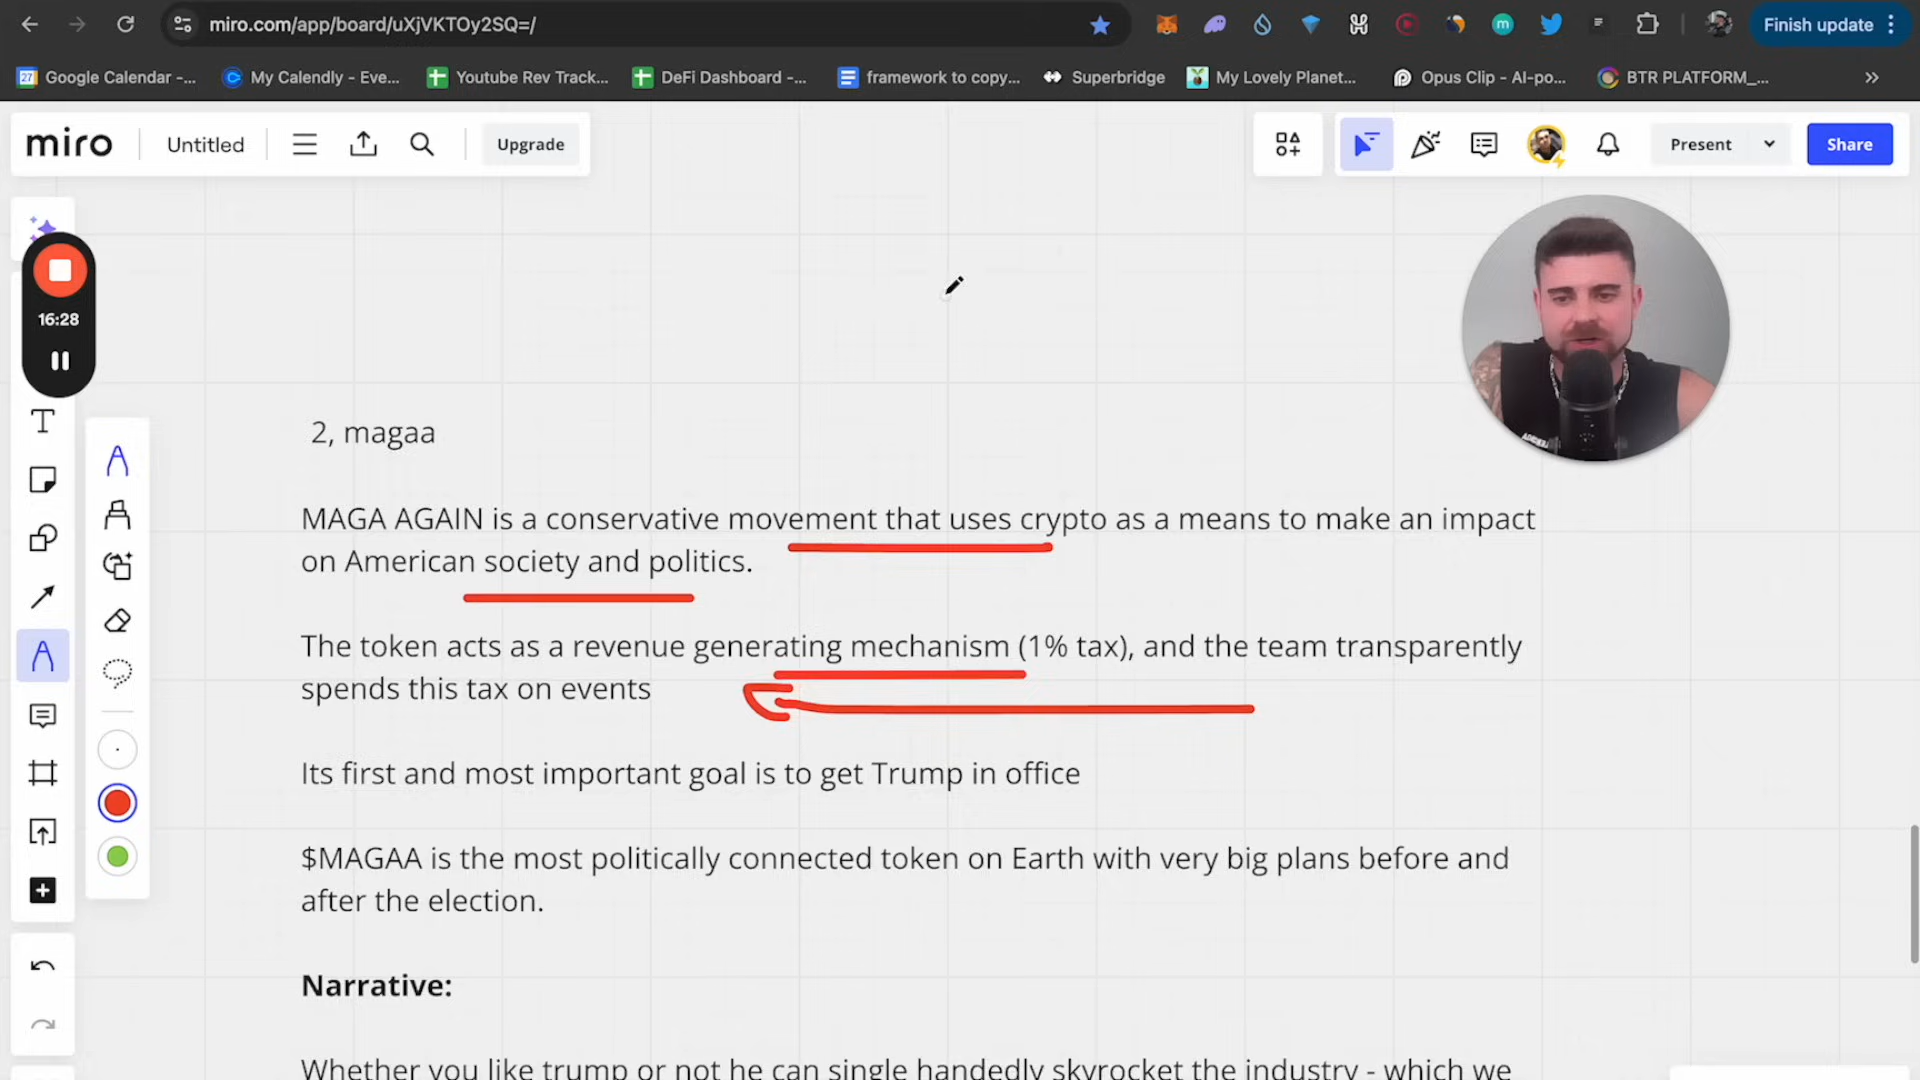 miro.com/app/board/uXjVKTOy2SQ=/
Finish update
27 Google Calendar -...
My Calendly - Eve...
Youtube Rev Track...
DeFi Dashboard -...
framework to copy...
Superbridge
My Lovely Planet...
Opus Clip - AI-po...
BTR PLATFORM_...
miro
Untitled
Upgrade
Present
Share
16:28
2, magaa
MAGA AGAIN is a conservative movement that uses crypto as a means to make an impact
on American society and politics.
The token acts as a revenue generating mechanism (1% tax), and the team transparently
spends this tax on events
Its first and most important goal is to get Trump in office
$MAGAA is the most politically connected token on Earth with very big plans before and
after the election.
Narrative:
Whether you like trump or not he can single handedly skyrocket the industry - which we